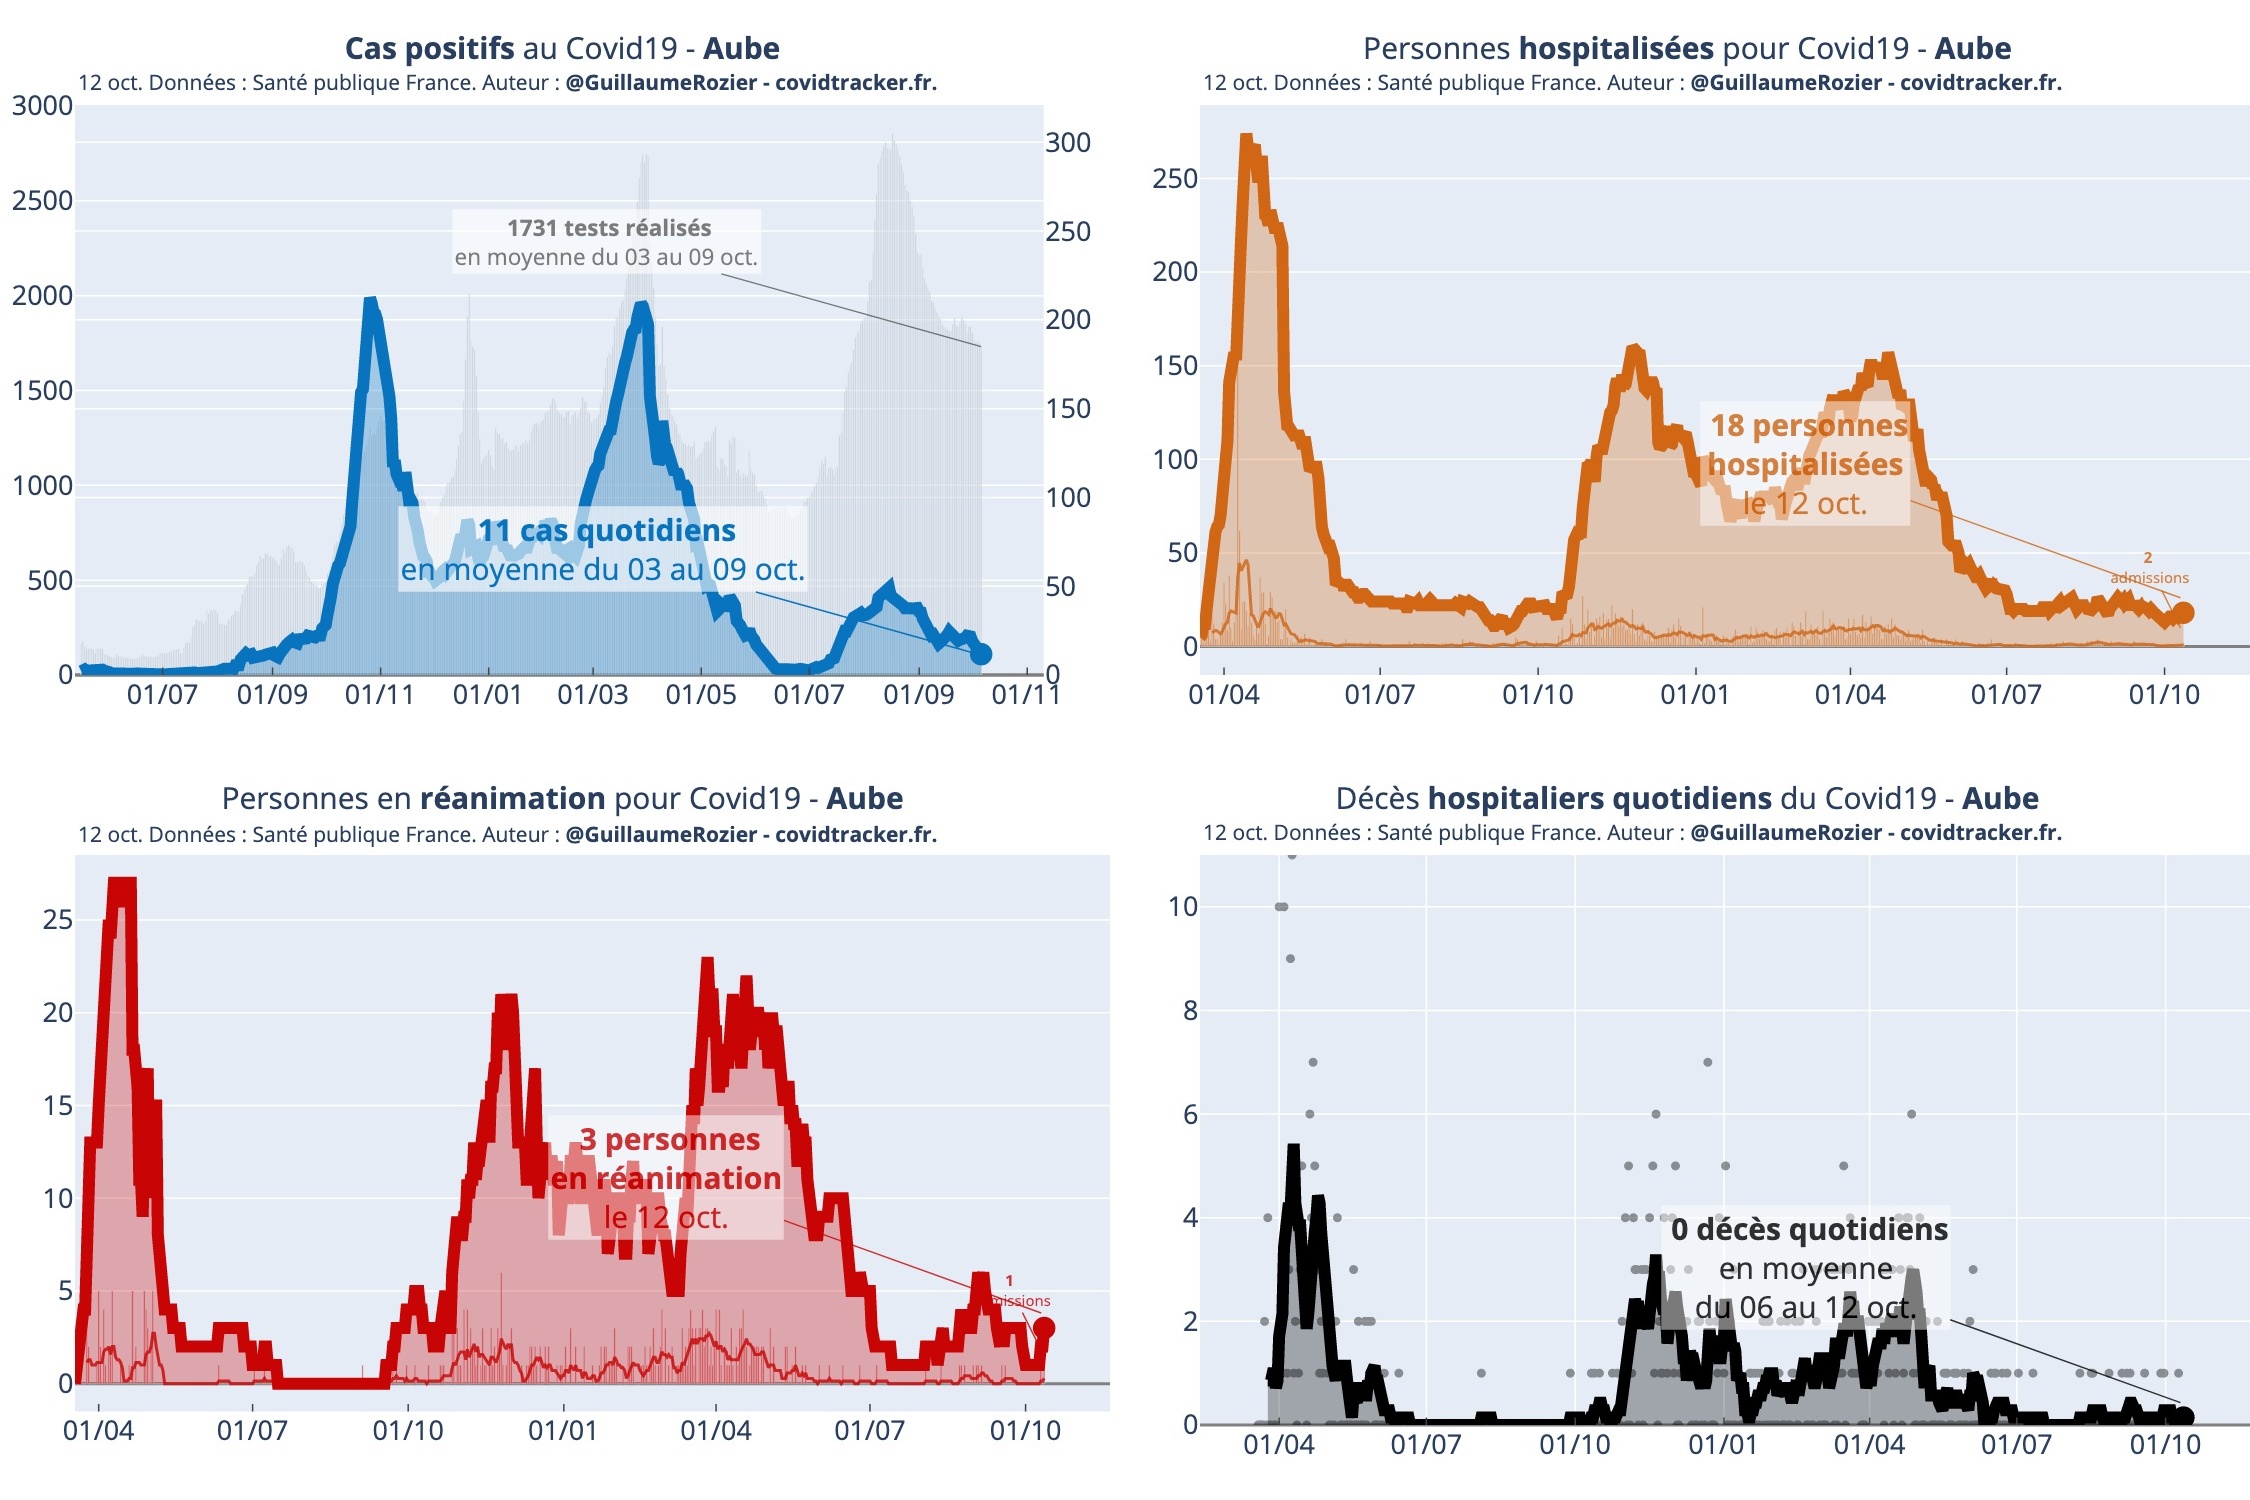 Cas positifs au Covid19 - Aube
12 oct. Données : Santé publique France. Auteur : @GuillaumeRozier - covidtracker.fr.
3000
2500
2000
1500
1000
500
0
300
250
200
150
100
50
0
1731 tests réalisés
en moyenne du 03 au 09 oct.
11 cas quotidiens
en moyenne du 03 au 09 oct.
01/07 01/09 01/11 01/01 01/03 01/05 01/07 01/09 01/11
Personnes hospitalisées pour Covid19 - Aube
12 oct. Données : Santé publique France. Auteur : @GuillaumeRozier - covidtracker.fr.
250
200
150
100
50
0
18 personnes
hospitalisées
le 12 oct.
2
admissions
01/04 01/07 01/10 01/01 01/04 01/07 01/10
Personnes en réanimation pour Covid19 - Aube
12 oct. Données : Santé publique France. Auteur : @GuillaumeRozier - covidtracker.fr.
25
20
15
10
5
0
3 personnes
en réanimation
le 12 oct.
1
missions
01/04 01/07 01/10 01/01 01/04 01/07 01/10
Décès hospitaliers quotidiens du Covid19 - Aube
12 oct. Données : Santé publique France. Auteur : @GuillaumeRozier - covidtracker.fr.
10
8
6
4
2
0
0 décès quotidiens
en moyenne
du 06 au 12 oct.
01/04 01/07 01/10 01/01 01/04 01/07 01/10